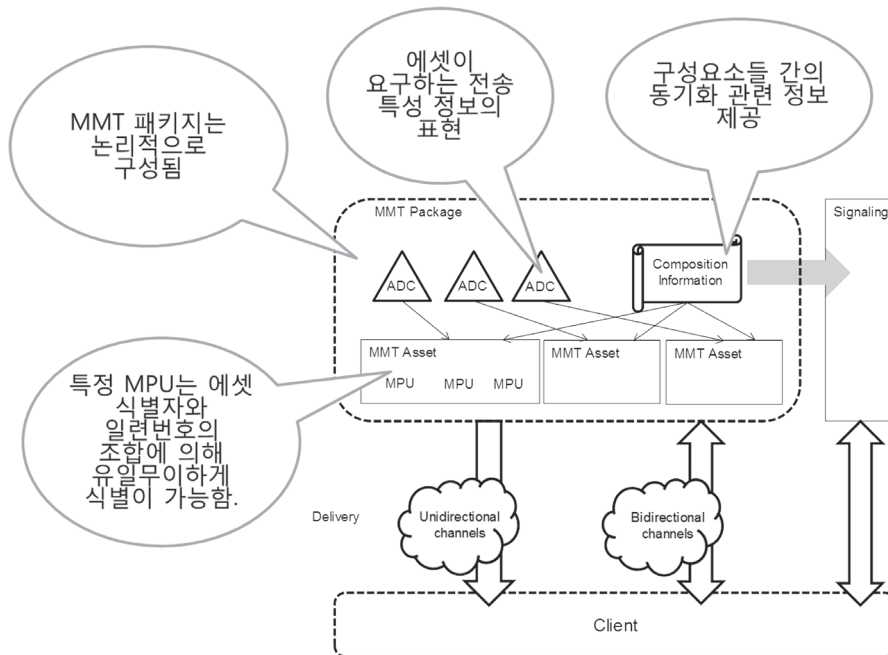 MMT 패키지는
논리적으로
구성됨
에셋이
요구하는 전송
특성 정보의
표현
구성요소들 간의
동기화 관련 정보
제공
MMT Package
Signaling
ADC
ADC
ADC
Composition
Information
MMT Asset
MPU
MPU
MPU
MMT Asset
MMT Asset
특정 MPU는 에셋
식별자와
일련번호의
조합에 의해
유일무이하게
식별이 가능함.
Delivery
Unidirectional
channels
Bidirectional
channels
Client